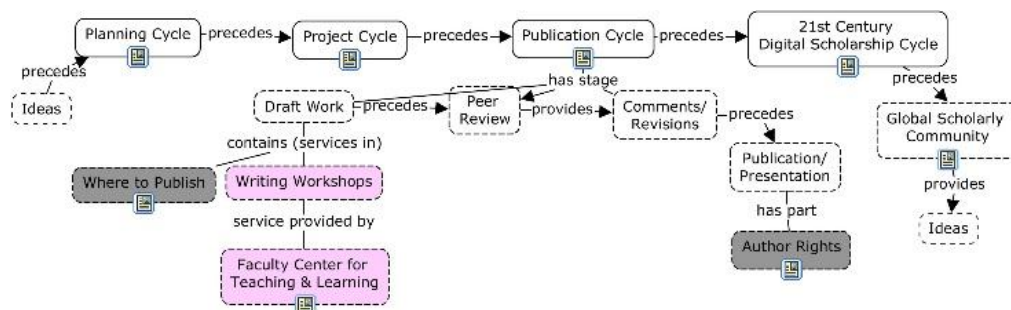 Planning Cycle
precedes
Project Cycle
precedes
Publication Cycle
precedes
21st Century
Digital Scholarship Cycle
precedes
Ideas
has stage
precedes
Draft Work
precedes
Peer
Review
provides
Comments/
Revisions
precedes
Global Scholarly
Community
contains (services in)
Publication/
Presentation
Where to Publish
Writing Workshops
provides
service provided by
has part
Ideas
Author Rights
Faculty Center for
Teaching & Learning